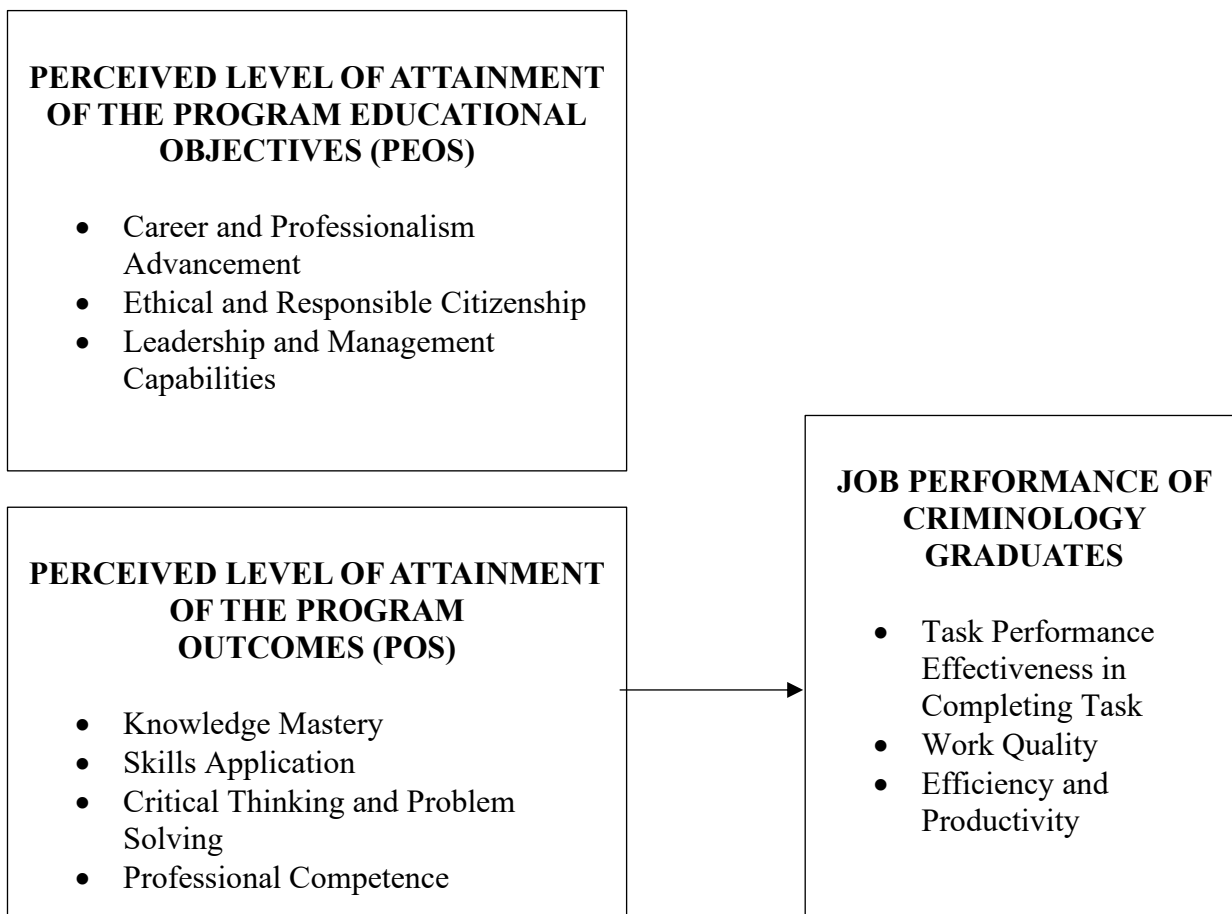 PERCEIVED LEVEL OF ATTAINMENT
OF THE PROGRAM EDUCATIONAL
OBJECTIVES (PEOS)
• Career and Professionalism
Advancement
• Ethical and Responsible Citizenship
• Leadership and Management
Capabilities
PERCEIVED LEVEL OF ATTAINMENT
OF THE PROGRAM
OUTCOMES (POS)
• Knowledge Mastery
• Skills Application
• Critical Thinking and Problem
Solving
• Professional Competence
JOB PERFORMANCE OF
CRIMINOLOGY
GRADUATES
• Task Performance
Effectiveness in
Completing Task
• Work Quality
• Efficiency and
Productivity